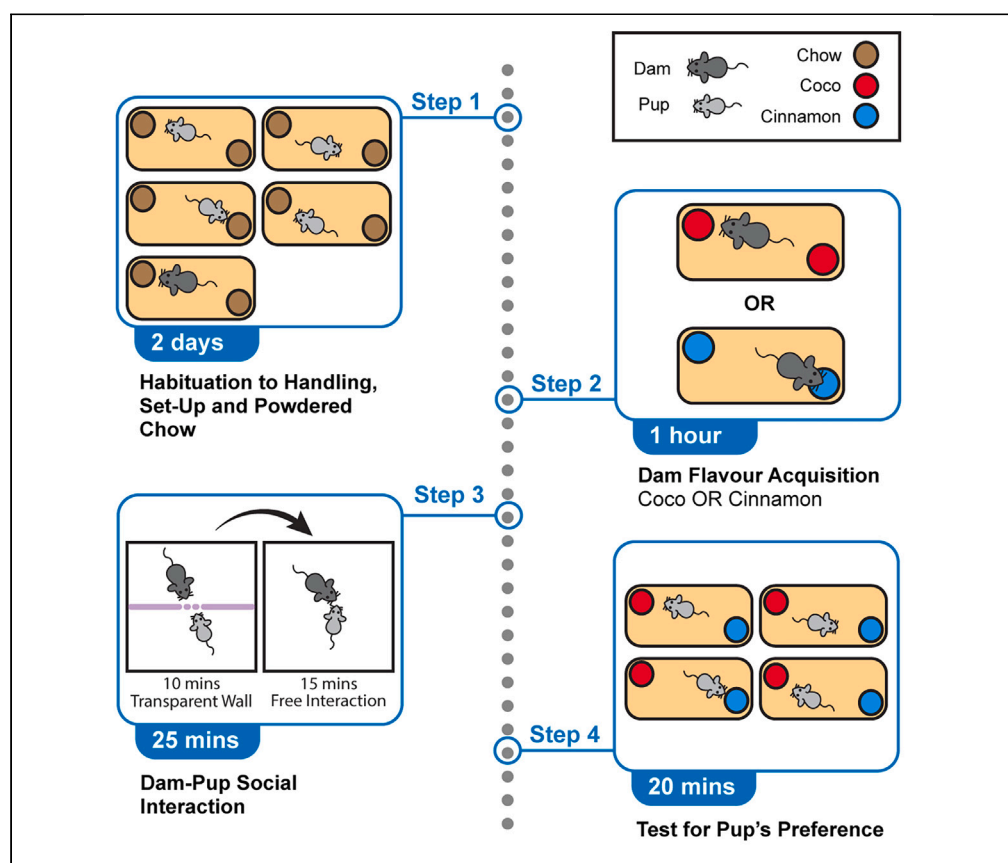 Step 1
2 days
Habituation to Handling,
Set-Up and Powdered
Chow
Dam
Pup
Chow
Coco
Cinnamon
Step 2
OR
1 hour
Dam Flavour Acquisition
Coco OR Cinnamon
Step 3
10 mins
Transparent Wall
15 mins
Free Interaction
25 mins
Dam-Pup Social
Interaction
Step 4
20 mins
Test for Pup's Preference